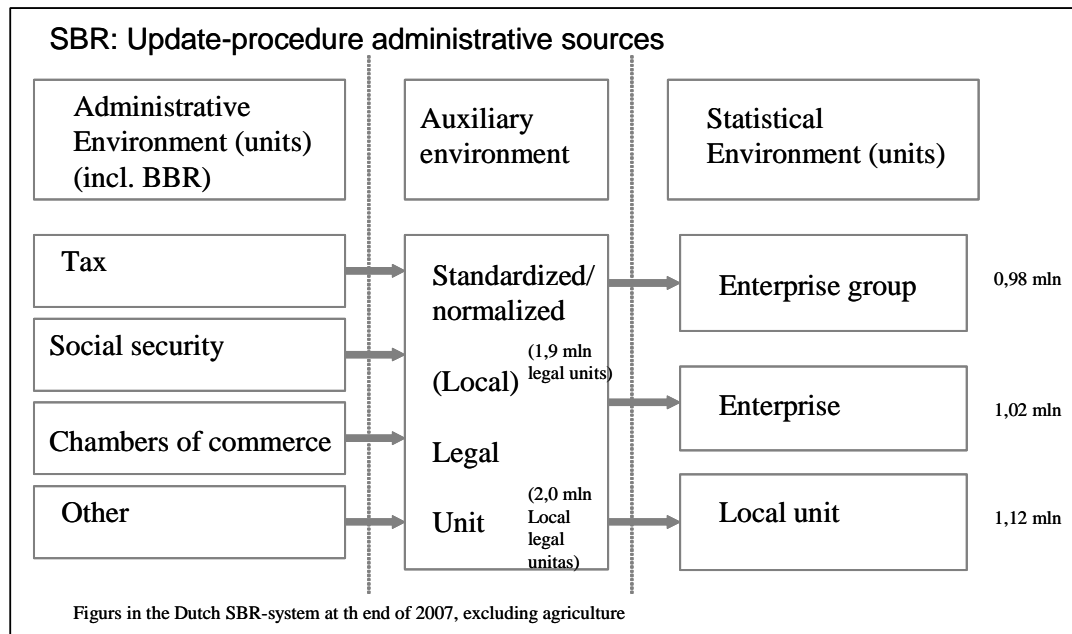 SBR: Update-procedure administrative sources
Administrative
Environment (units)
(incl. BBR)
Auxiliary
environment
Statistical
Environment (units)
Tax
Social security
Chambers of commerce
Other
Standardized/
normalized
(Local)
(1,9 mln
legal units)
Legal
Unit
(2,0 mln
Local
legal
unitas)
Enterprise group
0,98 mln
Enterprise
1,02 mln
Local unit
1,12 mln
Figurs in the Dutch SBR-system at th end of 2007, excluding agriculture